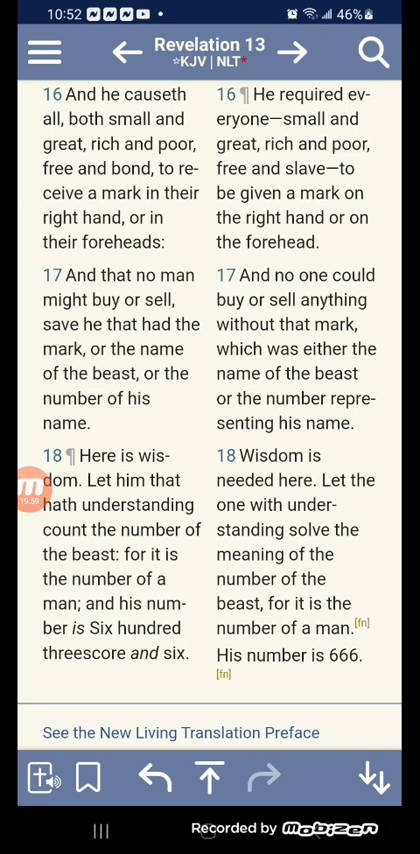 10:52
46%
Revelation 13
☆KJV | NLT*
16 And he causeth
all, both small and
great, rich and poor,
free and bond, to re-
ceive a mark in their
right hand, or in
their foreheads:
17 And that no man
might buy or sell,
save he that had the
mark, or the name
of the beast, or the
number of his
name.
18 ¶ Here is wis-
dom. Let him that
hath understanding
count the number of
the beast: for it is
the number of a
man; and his num-
ber is Six hundred
threescore and six.
16 ¶ He required ev-
eryone—small and
great, rich and poor,
free and slave—to
be given a mark on
the right hand or on
the forehead.
17 And no one could
buy or sell anything
without that mark,
which was either the
name of the beast
or the number repre-
senting his name.
18 Wisdom is
needed here. Let the
one with under-
standing solve the
meaning of the
number of the
beast, for it is the
number of a man.[fn]
His number is 666.
[fn]
m
19:59
See the New Living Translation Preface
Recorded by Mobizen